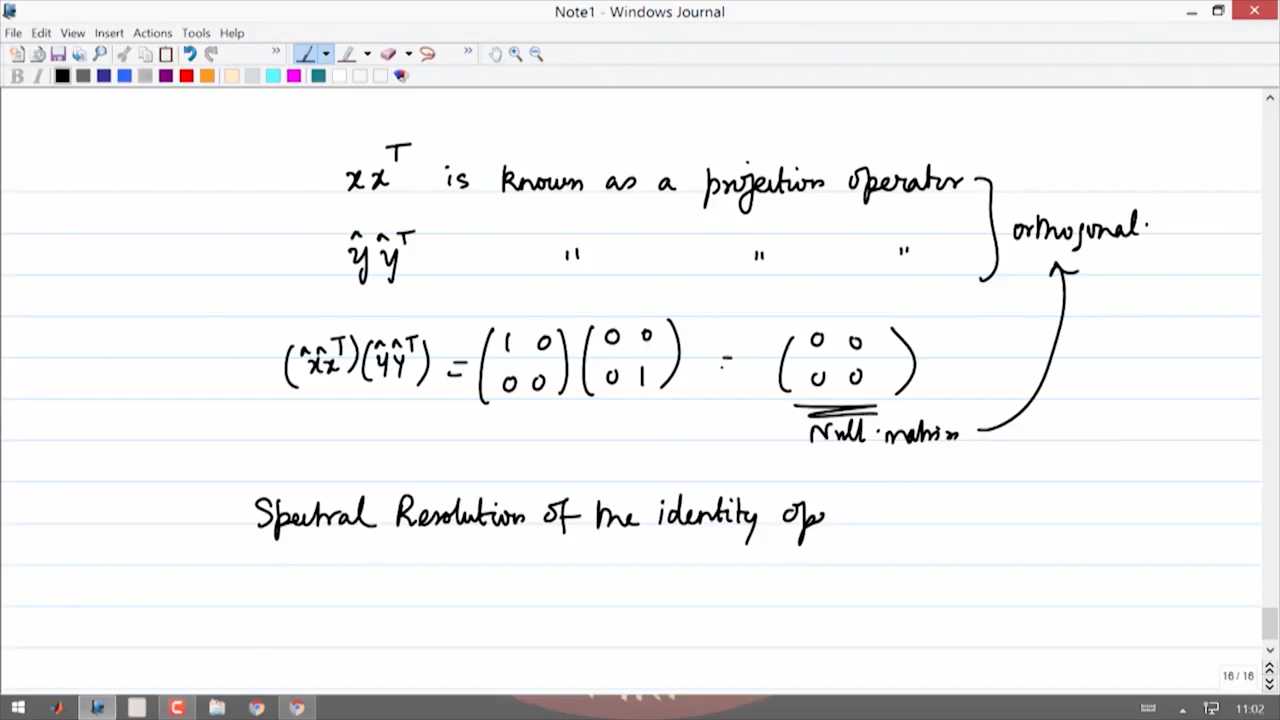 Note1 - Windows Journal
File Edit View Insert Actions Tools Help
xx^T is known as a projection operator
ŷŷ^T " " "
orthogonal.
(x̂x̂^T)(ŷŷ^T) = (1 0; 0 0)(0 0; 0 1) = (0 0; 0 0)
Null matrix
Spectral Resolution of the identity op
16 / 16
11:02